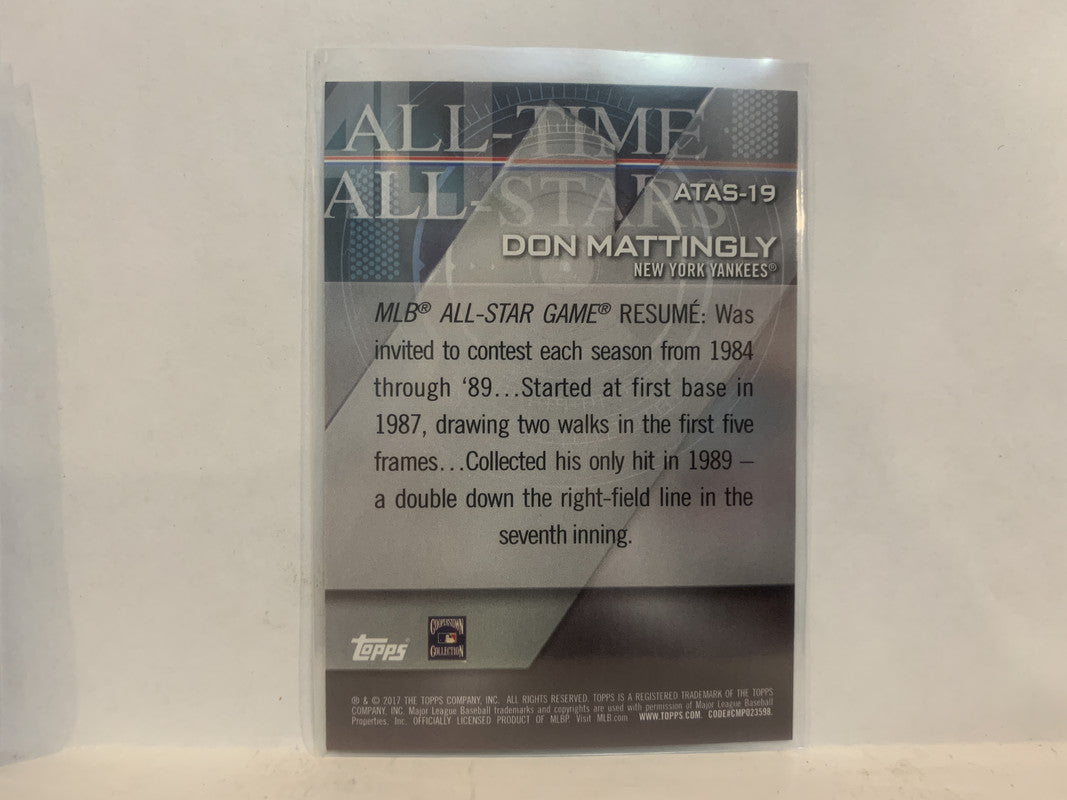 ALL-TIME
ALL-STARS
ATAS-19
DON MATTINGLY
NEW YORK YANKEES®
MLB® ALL-STAR GAME® RESUMÉ: Was
invited to contest each season from 1984
through ‘89...Started at first base in
1987, drawing two walks in the first five
frames...Collected his only hit in 1989 –
a double down the right-field line in the
seventh inning.
topps®
COOPERSTOWN
COLLECTION
® & © 2017 THE TOPPS COMPANY, INC. ALL RIGHTS RESERVED. TOPPS IS A REGISTERED TRADEMARK OF THE TOPPS
COMPANY, INC. Major League Baseball trademarks and copyrights are used with permission of Major League Baseball
Properties, Inc. OFFICIALLY LICENSED PRODUCT OF MLBP. Visit MLB.com WWW.TOPPS.COM. CODE#CMP023598.